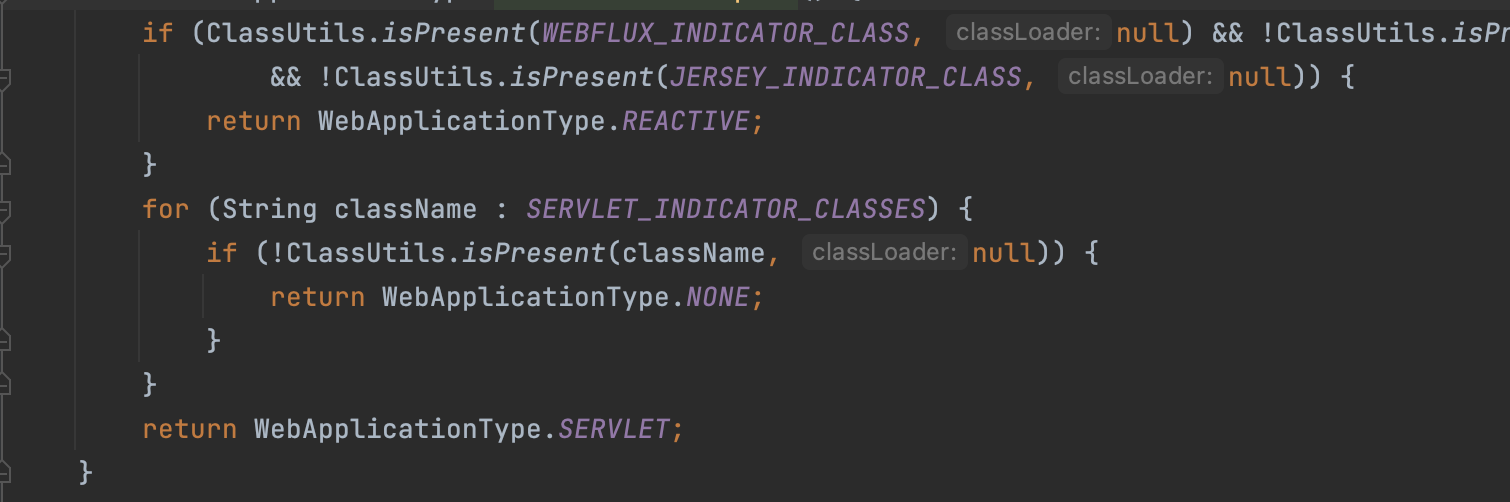 if (ClassUtils.isPresent(WEBFLUX_INDICATOR_CLASS, classLoader: null) && !ClassUtils.isPr
&& !ClassUtils.isPresent(JERSEY_INDICATOR_CLASS, classLoader: null)) {
return WebApplicationType.REACTIVE;
}
for (String className : SERVLET_INDICATOR_CLASSES) {
if (!ClassUtils.isPresent(className, classLoader: null)) {
return WebApplicationType.NONE;
}
}
return WebApplicationType.SERVLET;
}